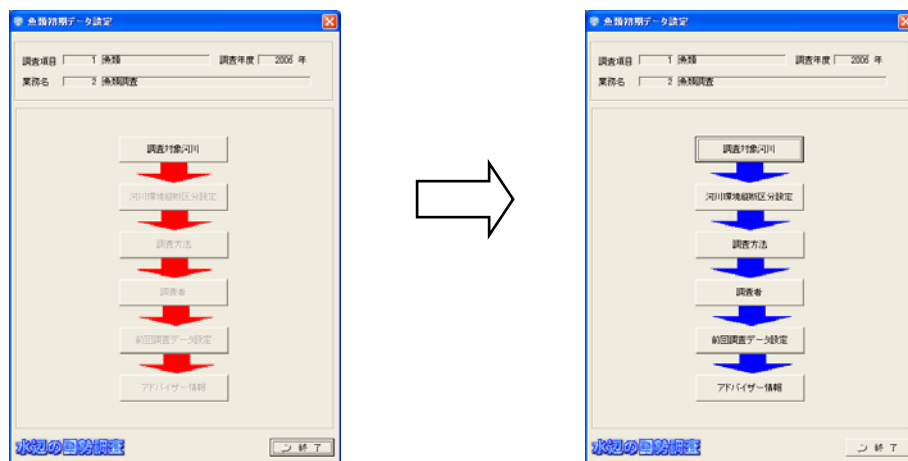 魚類初期データ設定
調査項目 1 魚類 調査年度 2006 年
業務名 2 魚類調査
調査対象河川
河川環境縦断区分設定
調査方法
調査者
前回調査データ設定
アドバイザー情報
水辺の国勢調査
終 了
魚類初期データ設定
調査項目 1 魚類 調査年度 2006 年
業務名 2 魚類調査
調査対象河川
河川環境縦断区分設定
調査方法
調査者
前回調査データ設定
アドバイザー情報
水辺の国勢調査
終 了